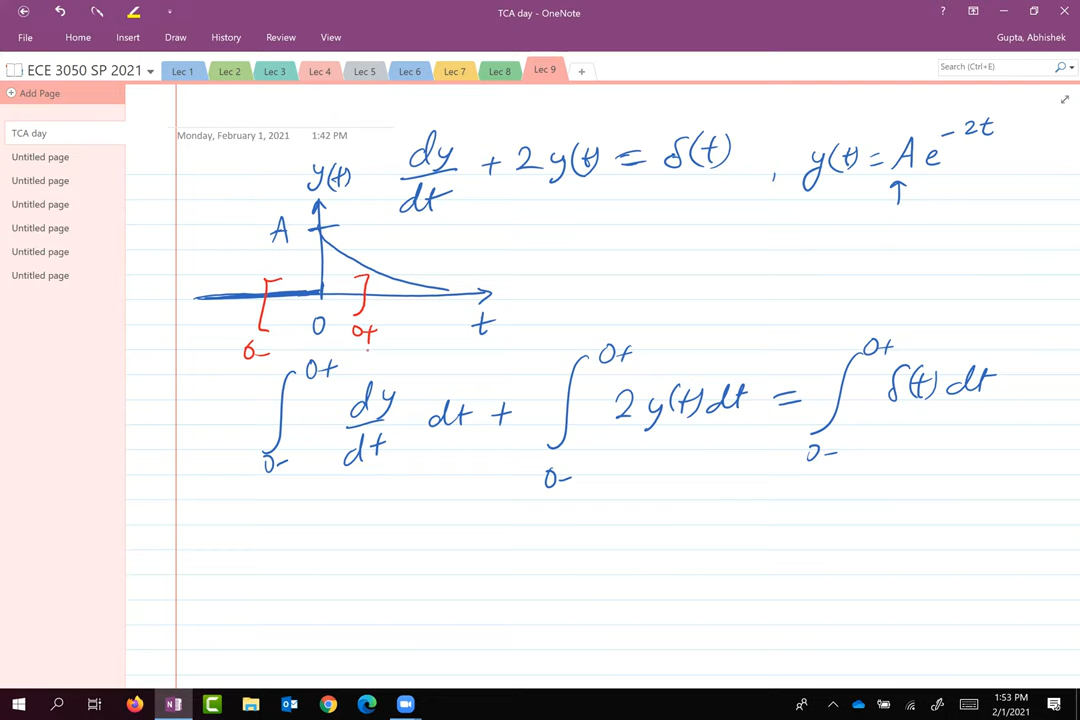 TCA day - OneNote
?
File Home Insert Draw History Review View
Gupta, Abhishek
ECE 3050 SP 2021
Lec 1 Lec 2 Lec 3 Lec 4 Lec 5 Lec 6 Lec 7 Lec 8 Lec 9 +
Search (Ctrl+E)
Add Page
TCA day
Untitled page
Untitled page
Untitled page
Untitled page
Untitled page
Untitled page
Monday, February 1, 2021 1:42 PM
dy/dt + 2y(t) = δ(t) , y(t) = Ae^-2t
y(t)
A
0 t
0- 0+
∫_0-^0+ dy/dt dt + ∫_0-^0+ 2y(t)dt = ∫_0-^0+ δ(t)dt
1:53 PM
2/1/2021